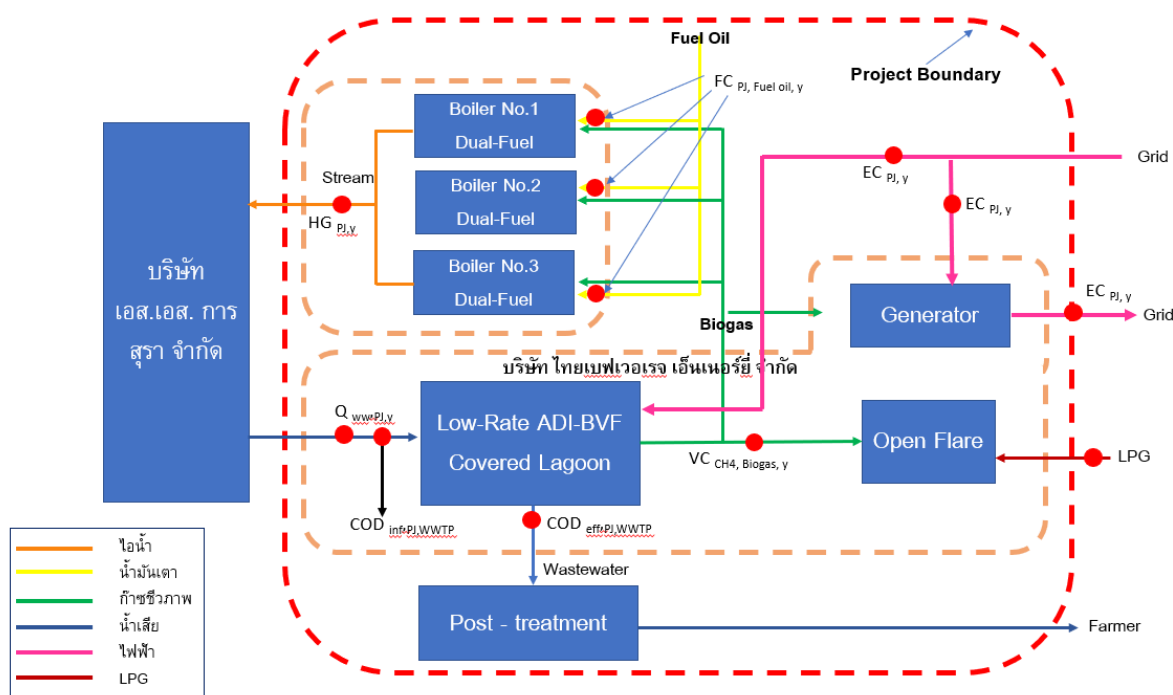 Fuel Oil
Project Boundary
FC PJ, Fuel oil, y
Boiler No.1
Dual-Fuel
Boiler No.2
Dual-Fuel
Boiler No.3
Dual-Fuel
Stream
HG PJ,y
บริษัท
เอส.เอส. การ
สุรา จำกัด
Grid
EC PJ, y
EC PJ, y
EC PJ, y
Generator
Grid
Biogas
บริษัท ไทยเบฟเวอเรจ เอ็นเนอร์ยี่ จำกัด
Q ww,PJ,y
Low-Rate ADI-BVF
Covered Lagoon
Open Flare
VC CH4, Biogas, y
LPG
COD inf,PJ,WWTP
COD eff,PJ,WWTP
Wastewater
Post - treatment
Farmer
ไอน้ำ
น้ำมันเตา
ก๊าซชีวภาพ
น้ำเสีย
ไฟฟ้า
LPG